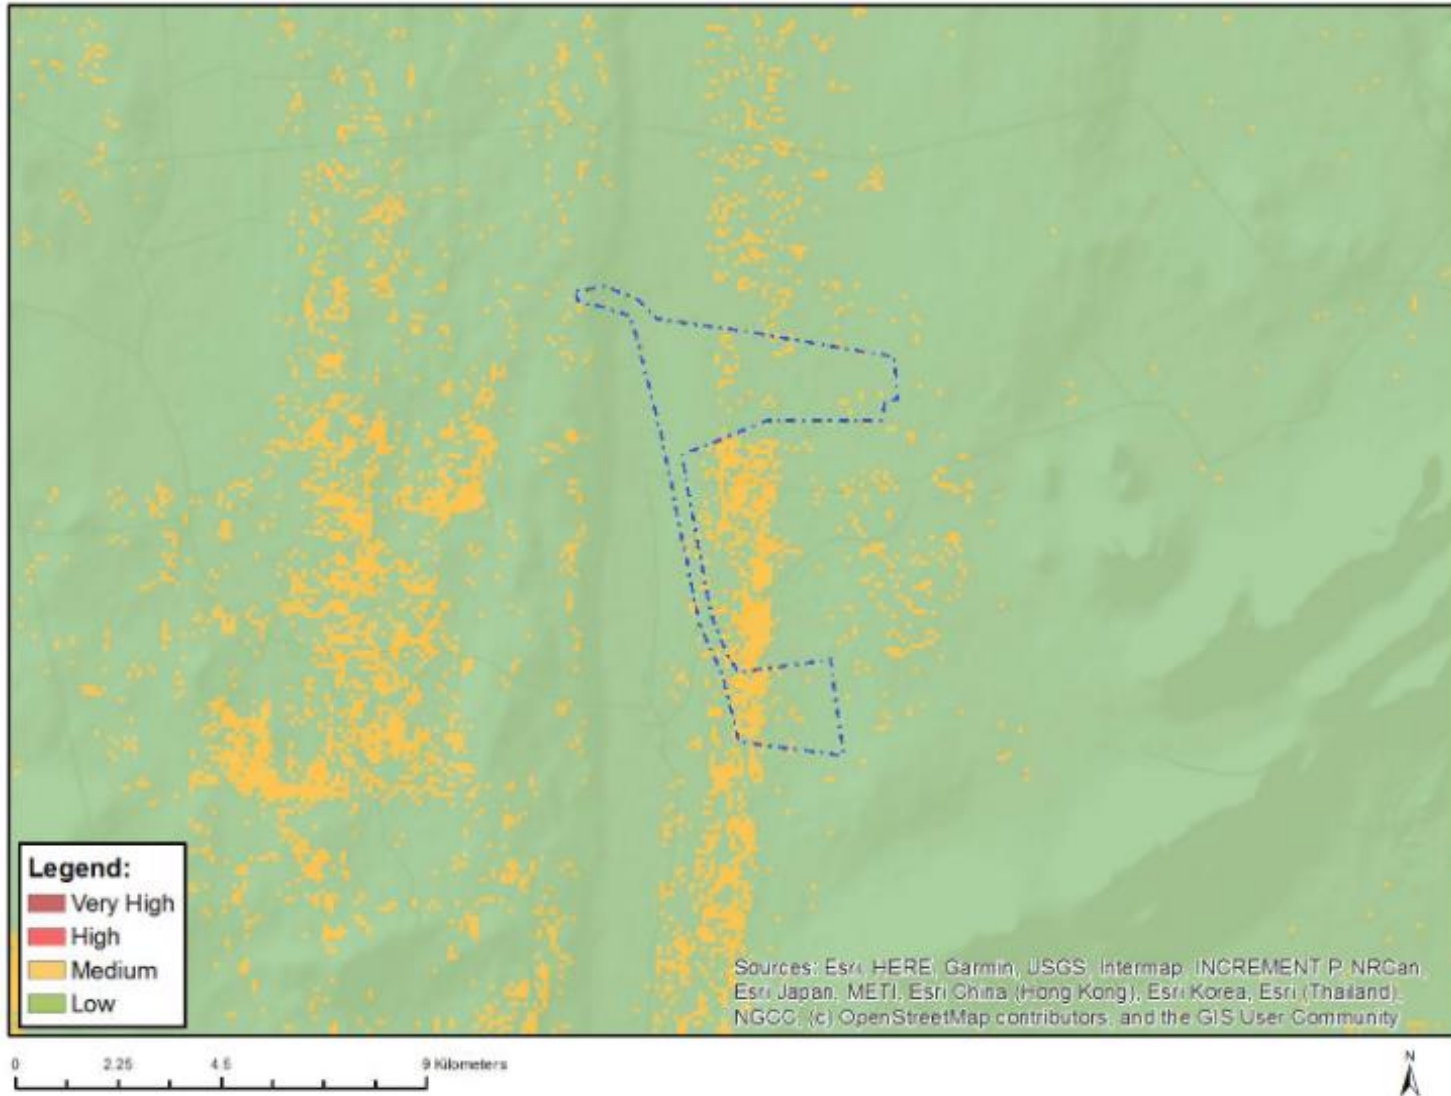 Legend:
Very High
High
Medium
Low
Sources: Esri, HERE, Garmin, USGS, Intermap, INCREMENT P, NRCan,
Esri Japan, METI, Esri China (Hong Kong), Esri Korea, Esri (Thailand),
NGCC, (c) OpenStreetMap contributors, and the GIS User Community
0 2.25 4.5 9 Kilometers
N